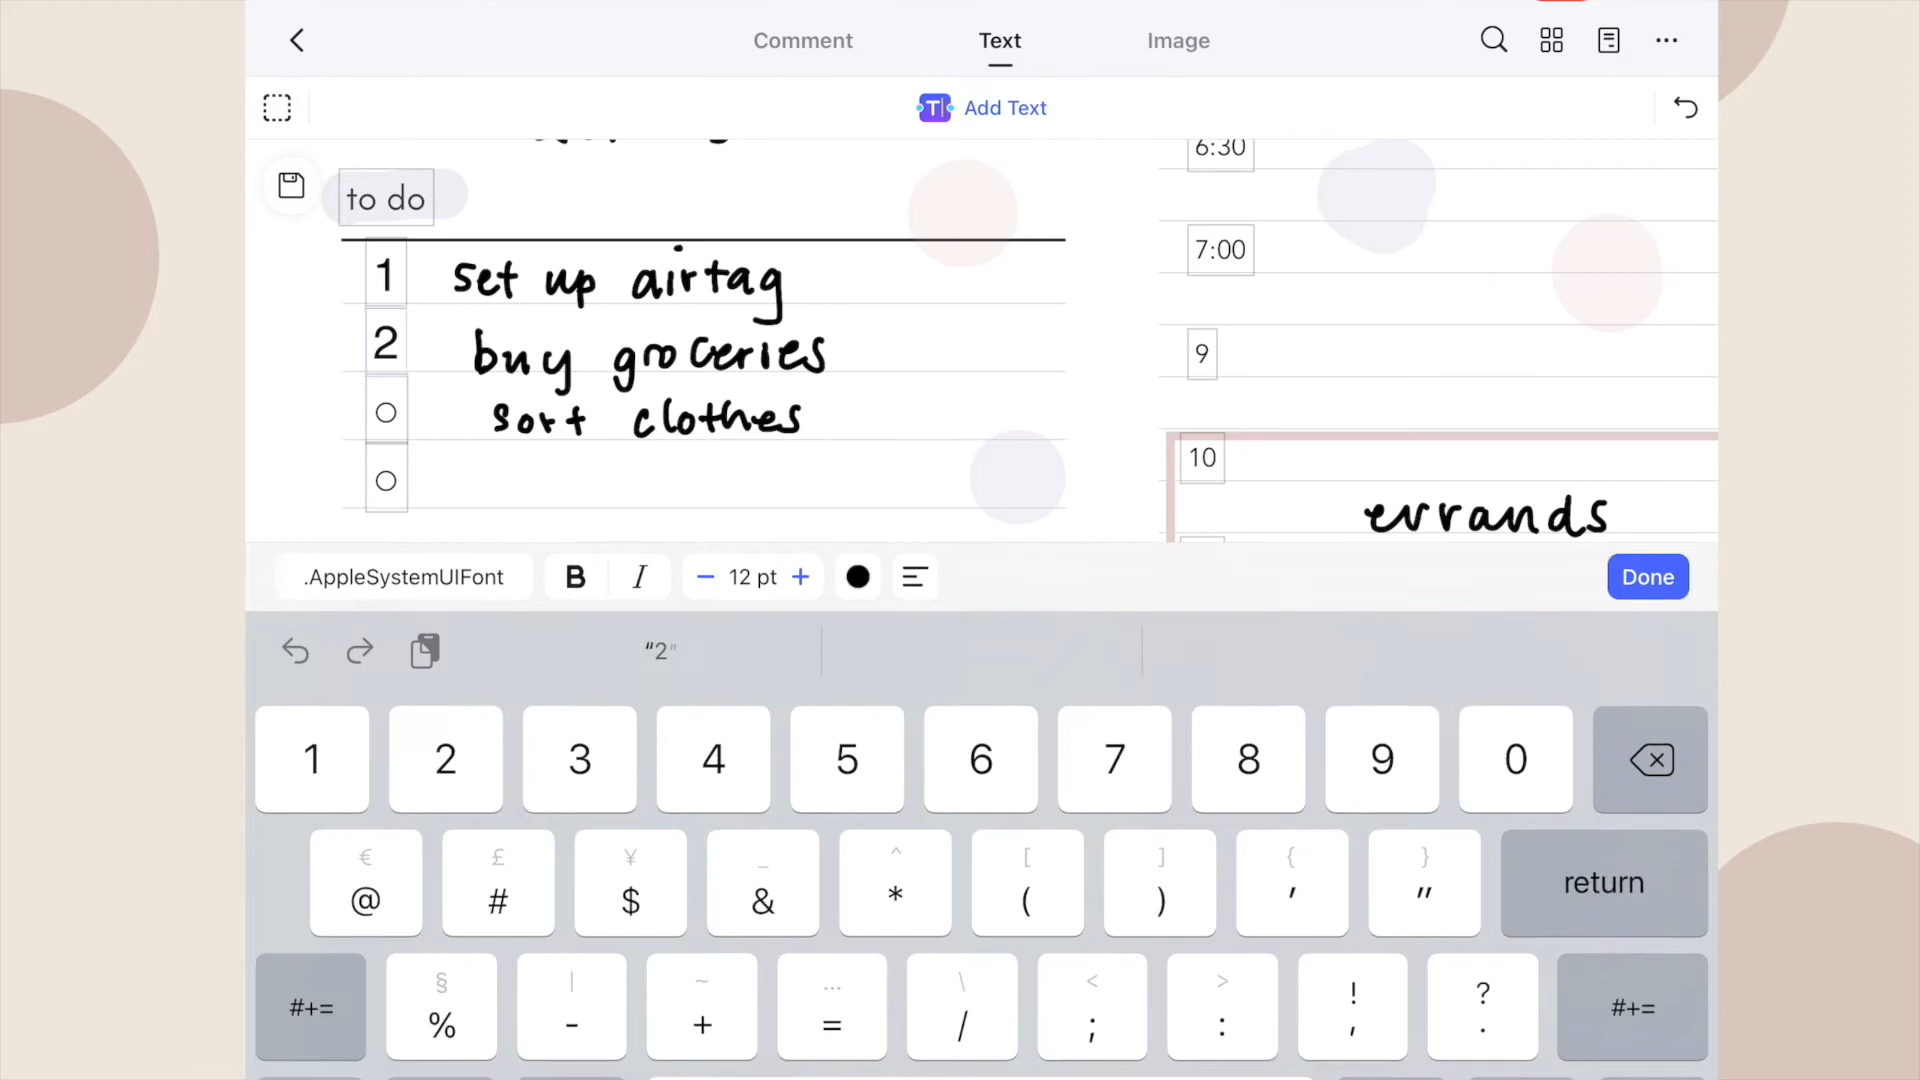 Comment Text Image
Add Text
to do
1 set up airtag
2 buy groceries
sort clothes
6:30
7:00
9
10
errands
.AppleSystemUIFont B I − 12 pt + Done
“2”
1 2 3 4 5 6 7 8 9 0
€ £ ¥ _ ^ [ ] { }
@ # $ & * ( ) ' " return
§ | ~ … \ < > ! ?
#+= % - + = / ; : , . #+=